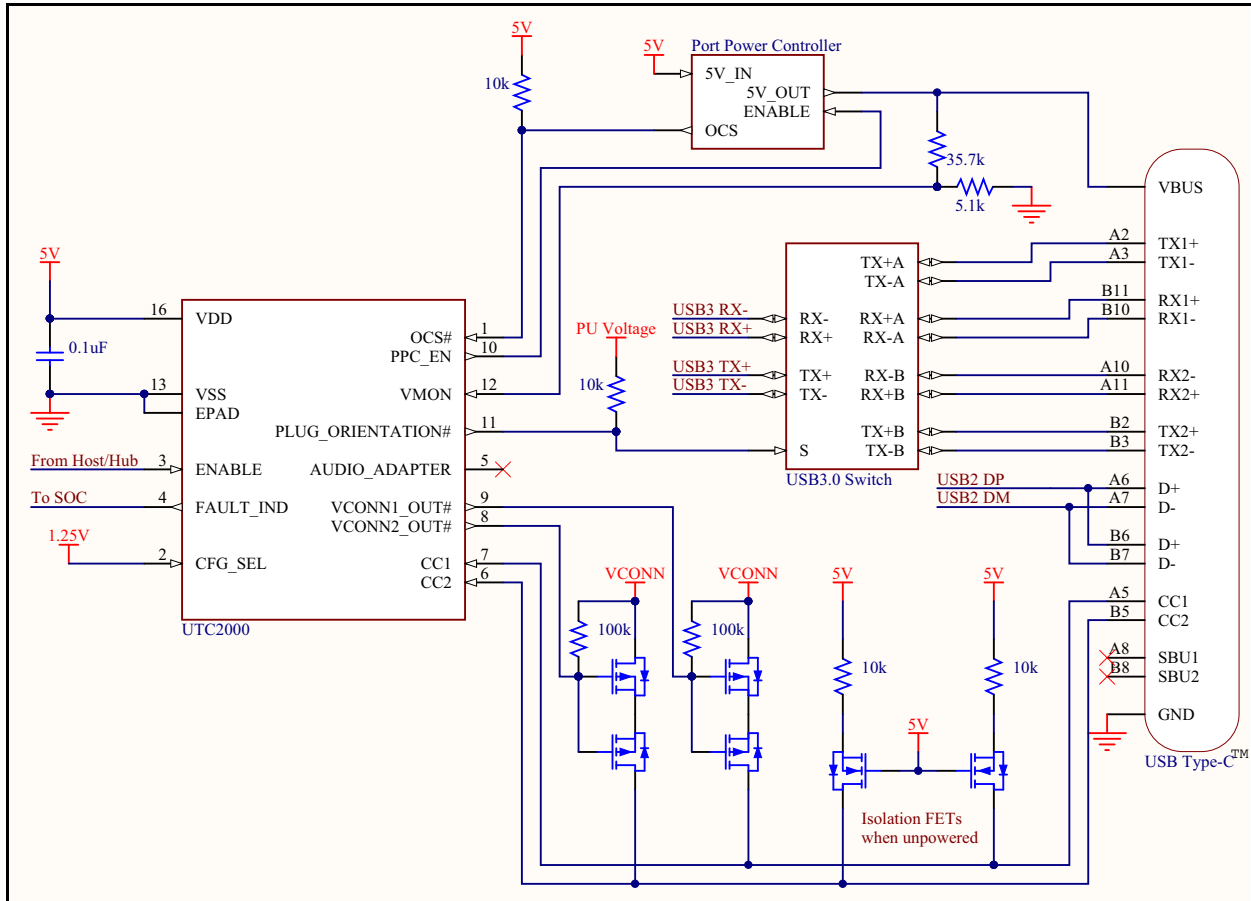 5V
5V
Port Power Controller
5V_IN
5V_OUT
ENABLE
OCS
10k
35.7k
5.1k
VBUS
5V
0.1uF
16
VDD
13
VSS
EPAD
From Host/Hub
3
ENABLE
To SOC
4
FAULT_IND
1.25V
2
CFG_SEL
OCS#
1
PPC_EN
10
VMON
12
PLUG_ORIENTATION#
11
AUDIO_ADAPTER
5
VCONN1_OUT#
9
VCONN2_OUT#
8
CC1
7
CC2
6
UTC2000
PU Voltage
10k
USB3 RX-
USB3 RX+
USB3 TX+
USB3 TX-
RX-
RX+
TX+
TX-
S
TX+A
TX-A
RX+A
RX-A
RX-B
RX+B
TX+B
TX-B
USB3.0 Switch
A2
TX1+
A3
TX1-
B11
RX1+
B10
RX1-
A10
RX2-
A11
RX2+
B2
TX2+
B3
TX2-
USB2 DP
A6
D+
USB2 DM
A7
D-
B6
D+
B7
D-
A5
CC1
B5
CC2
A8
SBU1
B8
SBU2
GND
USB Type-C™
VCONN
100k
VCONN
100k
5V
10k
5V
10k
5V
Isolation FETs
when unpowered